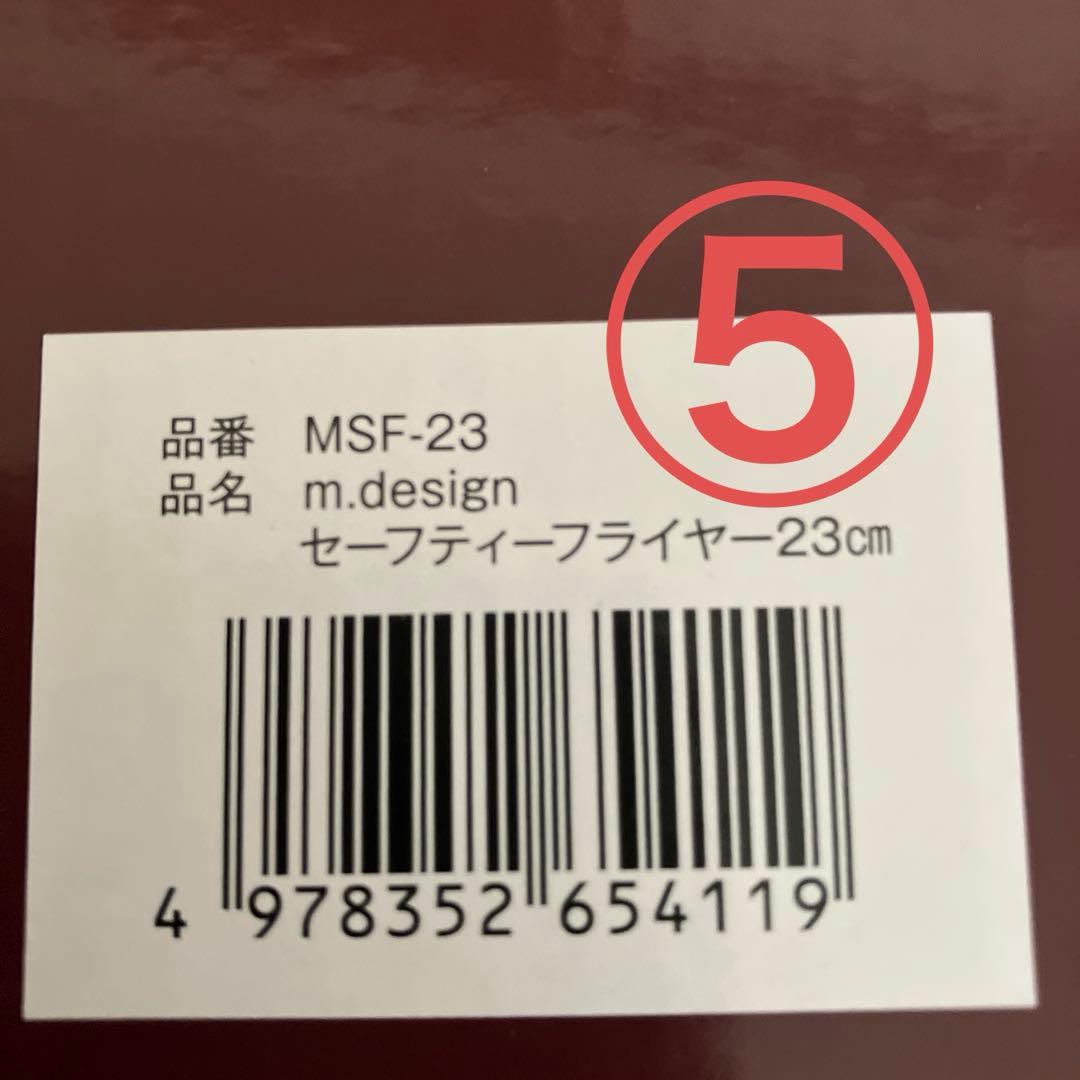 ⑤
品番 MSF-23
品名 m.design
セーフティーフライヤー23㎝
4 978352 654119